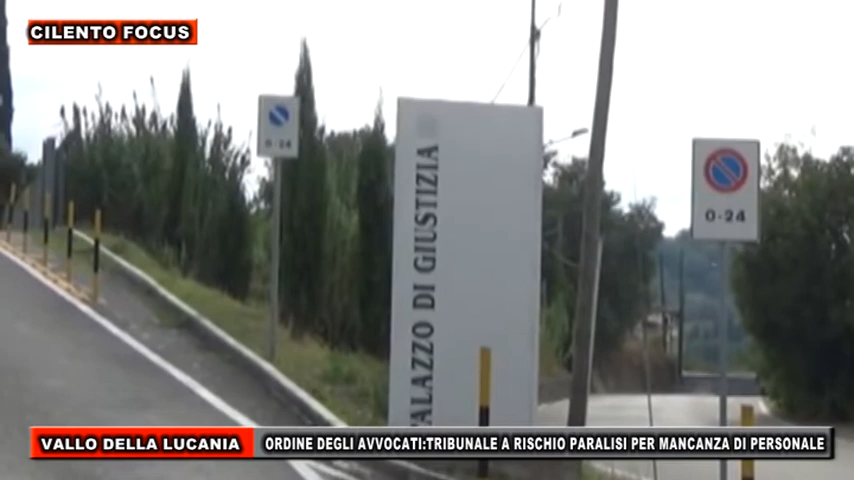 CILENTO FOCUS
0-24
PALAZZO DI GIUSTIZIA
0-24
VALLO DELLA LUCANIA
ORDINE DEGLI AVVOCATI:TRIBUNALE A RISCHIO PARALISI PER MANCANZA DI PERSONALE